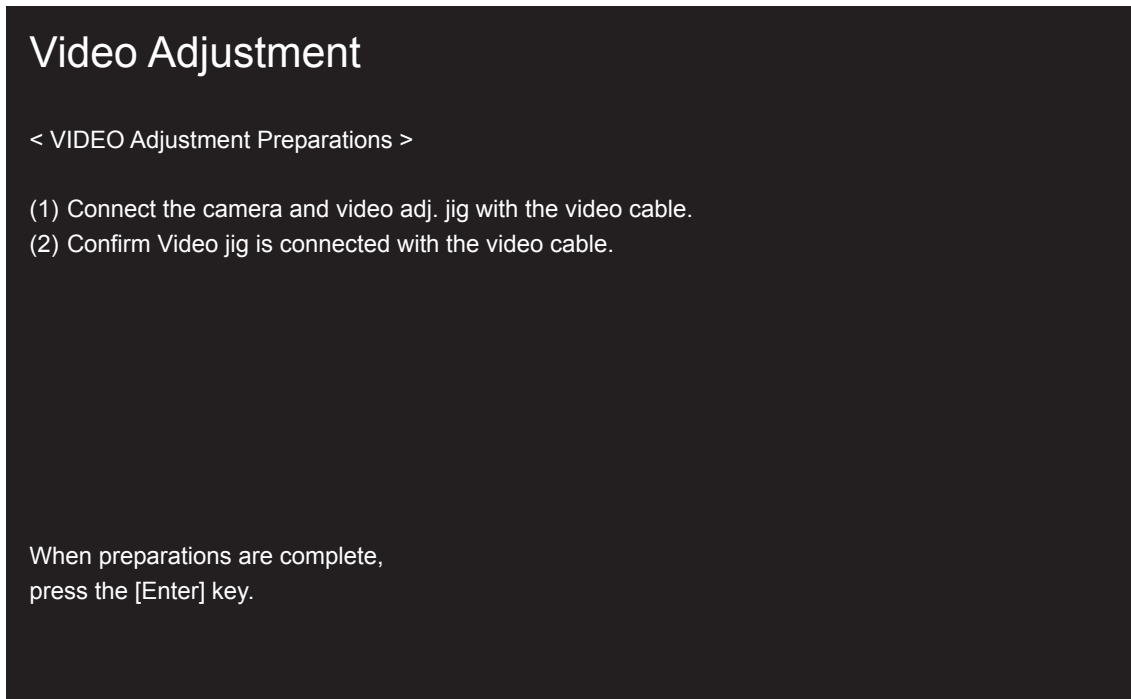 Video Adjustment
< VIDEO Adjustment Preparations >
(1) Connect the camera and video adj. jig with the video cable.
(2) Confirm Video jig is connected with the video cable.
When preparations are complete,
press the [Enter] key.